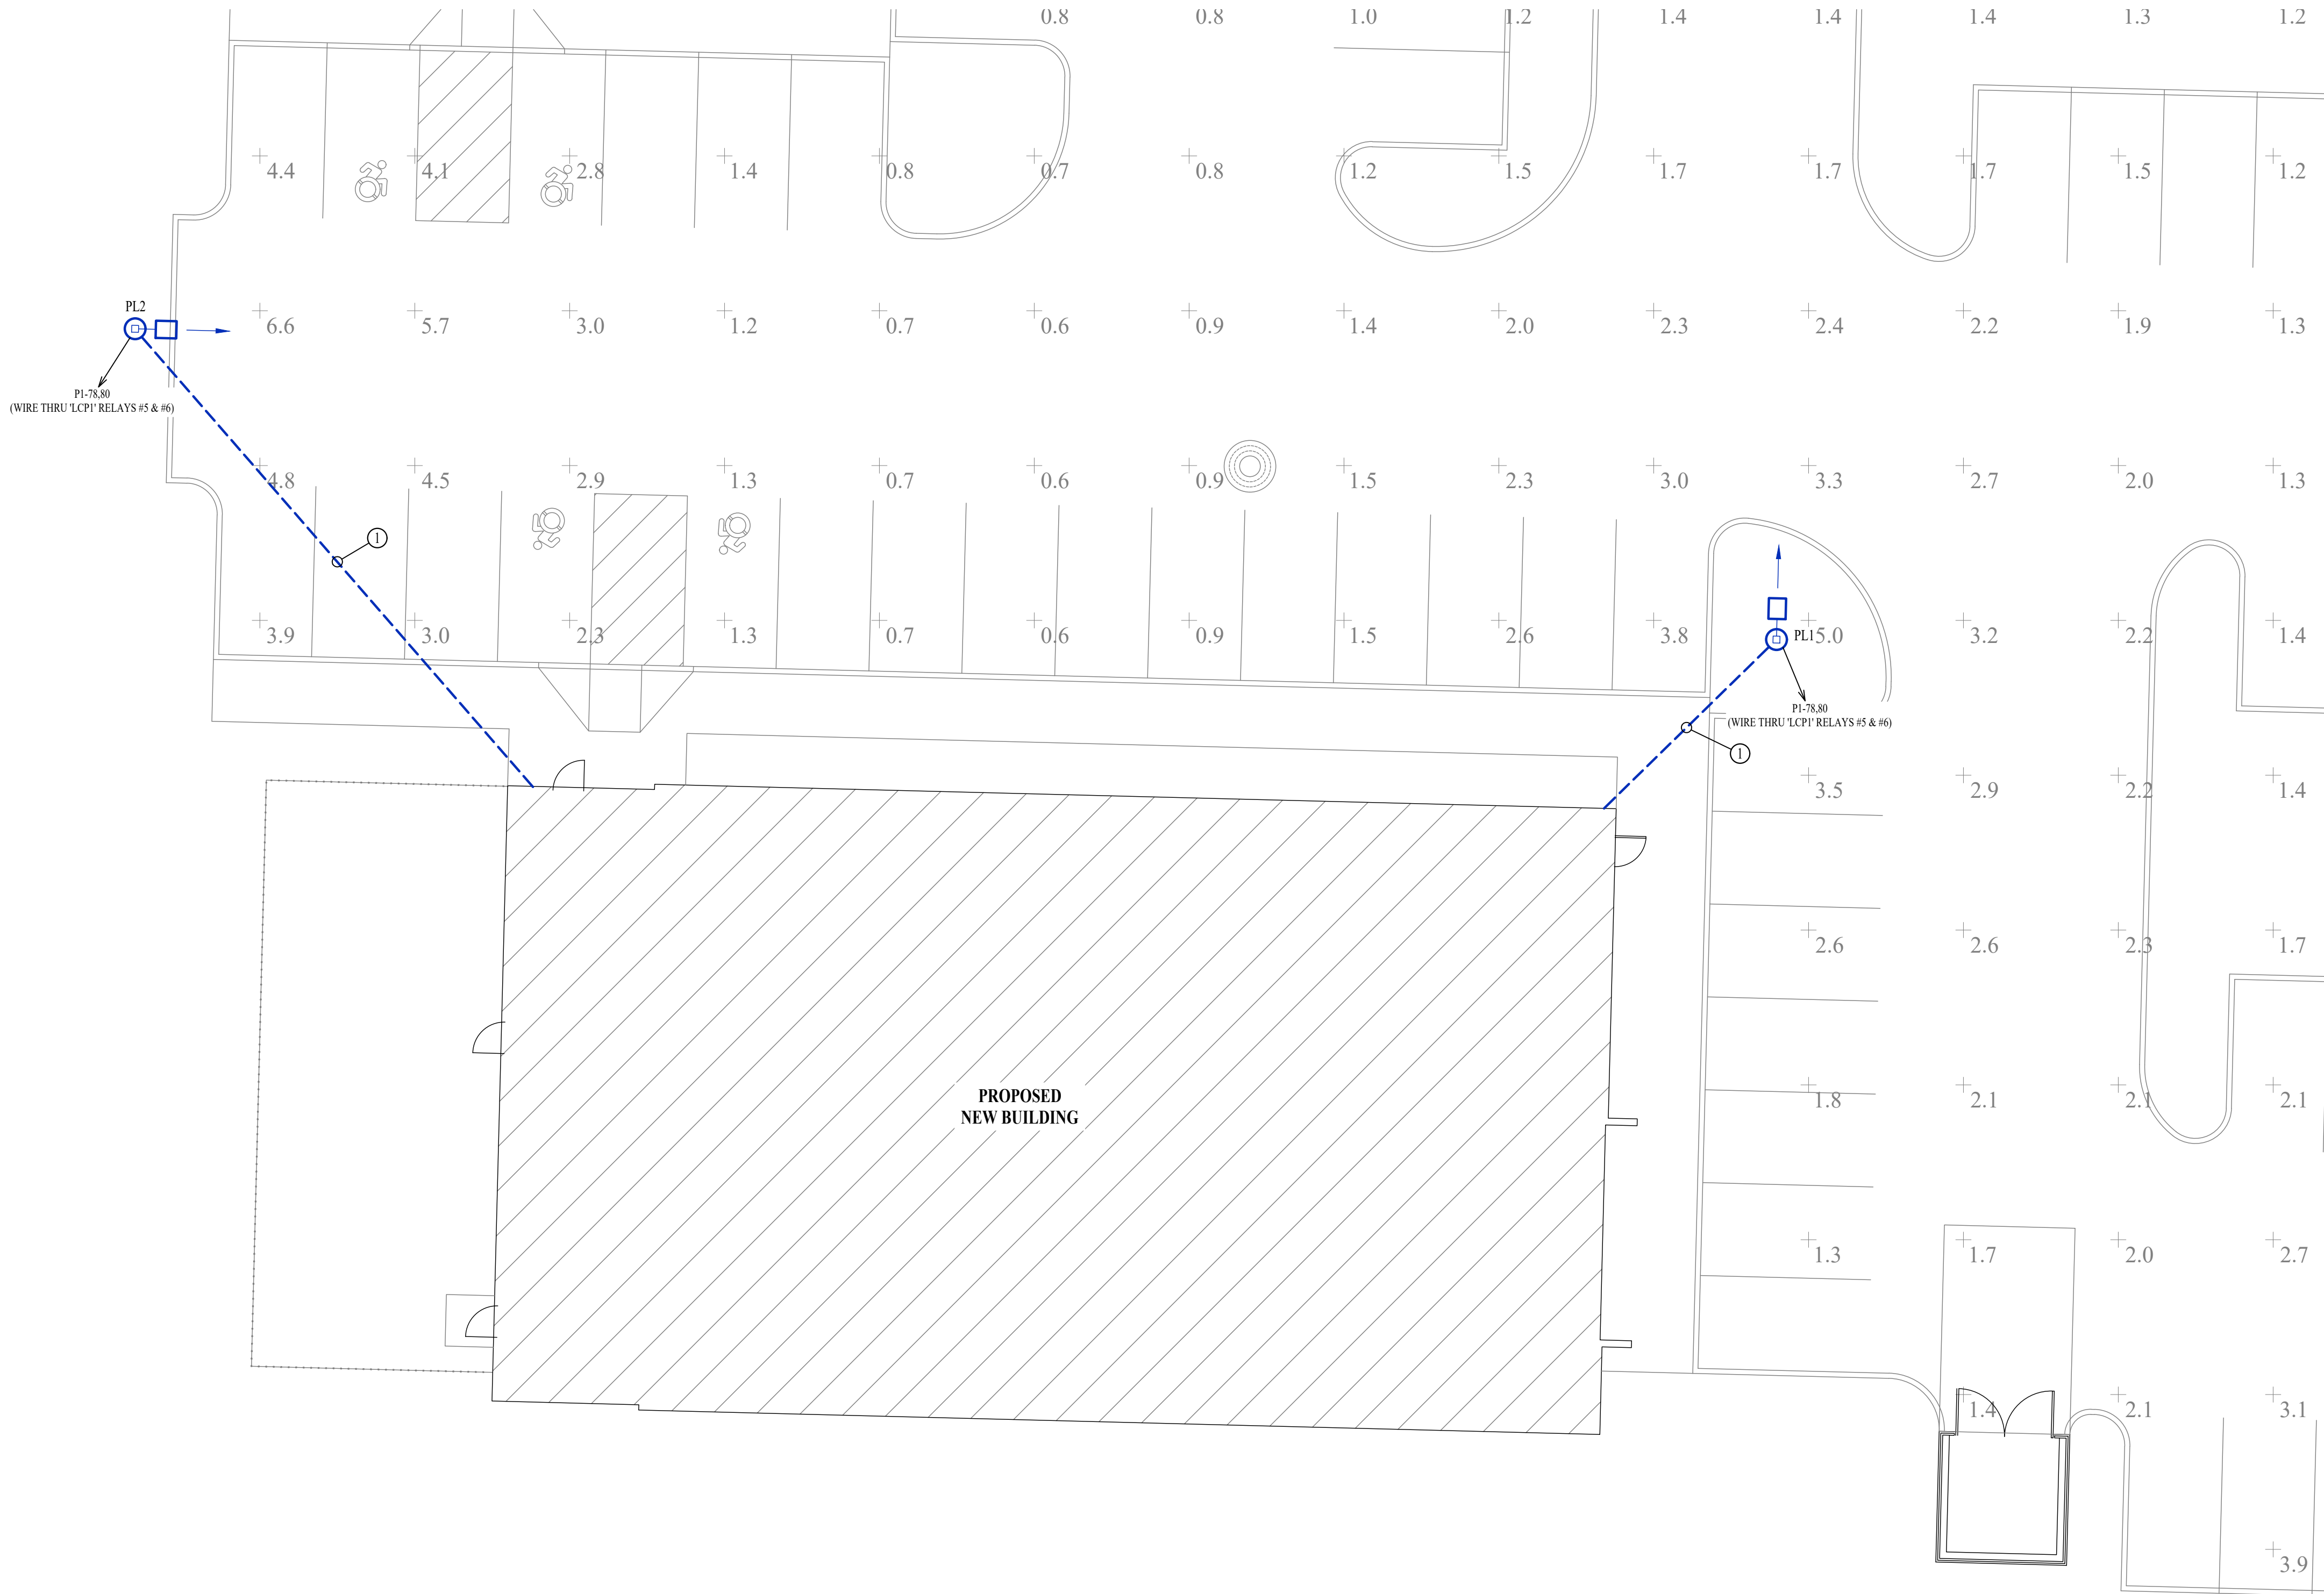 0.8 0.8 1.0 1.2 1.4 1.4 1.4 1.3 1.2
4.4 4.1 2.8 1.4 0.8 0.7 0.8 1.2 1.5 1.7 1.7 1.7 1.5 1.2
PL2
6.6 5.7 3.0 1.2 0.7 0.6 0.9 1.4 2.0 2.3 2.4 2.2 1.9 1.3
P1-78,80
(WIRE THRU 'LCP1' RELAYS #5 & #6)
4.8 4.5 2.9 1.3 0.7 0.6 0.9 1.5 2.3 3.0 3.3 2.7 2.0 1.3
1
3.9 3.0 2.3 1.3 0.7 0.6 0.9 1.5 2.6 3.8 PL1 5.0 3.2 2.2 1.4
P1-78,80
(WIRE THRU 'LCP1' RELAYS #5 & #6)
1
3.5 2.9 2.2 1.4
2.6 2.6 2.3 1.7
PROPOSED
NEW BUILDING
1.8 2.1 2.1 2.1
1.3 1.7 2.0 2.7
1.4 2.1 3.1
3.9